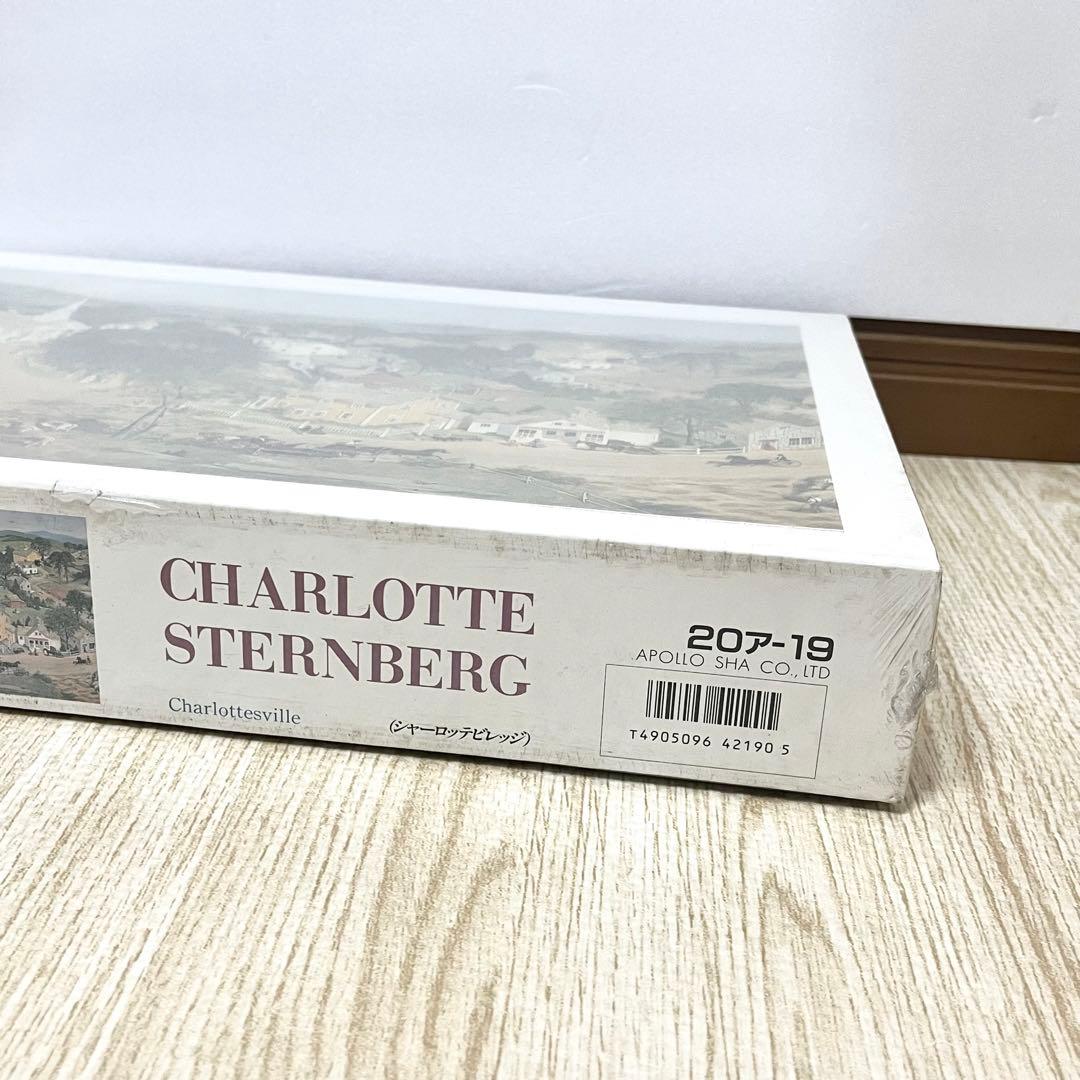 CHARLOTTE
STERNBERG
Charlottesville
(シャーロッテビレッジ)
20ア-19
APOLLO SHA CO., LTD
T4905096 42190 5